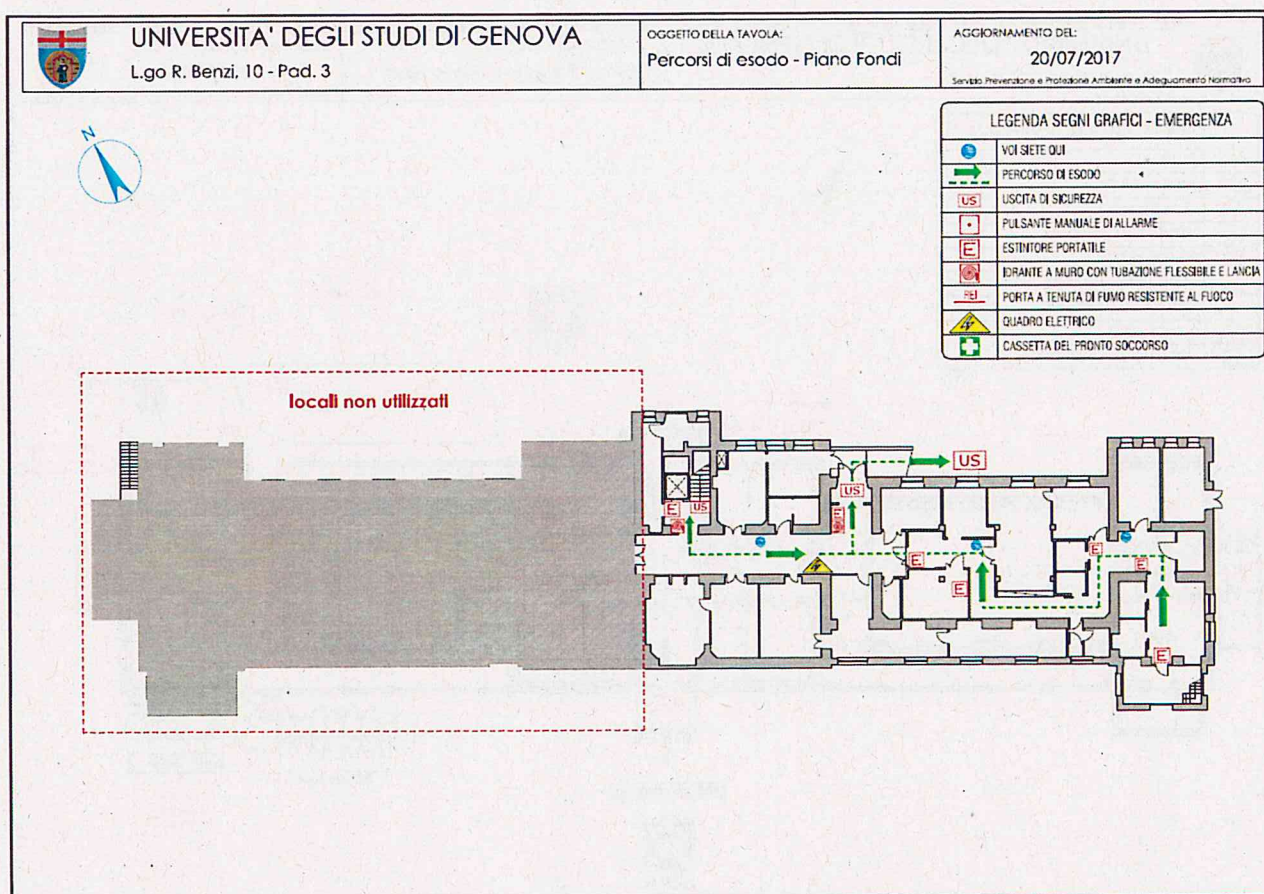 UNIVERSITA' DEGLI STUDI DI GENOVA
L.go R. Benzi, 10 - Pad. 3
OGGETTO DELLA TAVOLA:
Percorsi di esodo - Piano Fondi
AGGIORNAMENTO DEL:
20/07/2017
Servizio Prevenzione e Protezione Ambiente e Adeguamento Normativo
N
LEGENDA SEGNI GRAFICI - EMERGENZA
VOI SIETE QUI
PERCORSO DI ESODO
US USCITA DI SICUREZZA
PULSANTE MANUALE DI ALLARME
E ESTINTORE PORTATILE
IDRANTE A MURO CON TUBAZIONE FLESSIBILE E LANCIA
REI PORTA A TENUTA DI FUMO RESISTENTE AL FUOCO
QUADRO ELETTRICO
CASSETTA DEL PRONTO SOCCORSO
locali non utilizzati
US
US
E
US
E
E
E
E
E
E